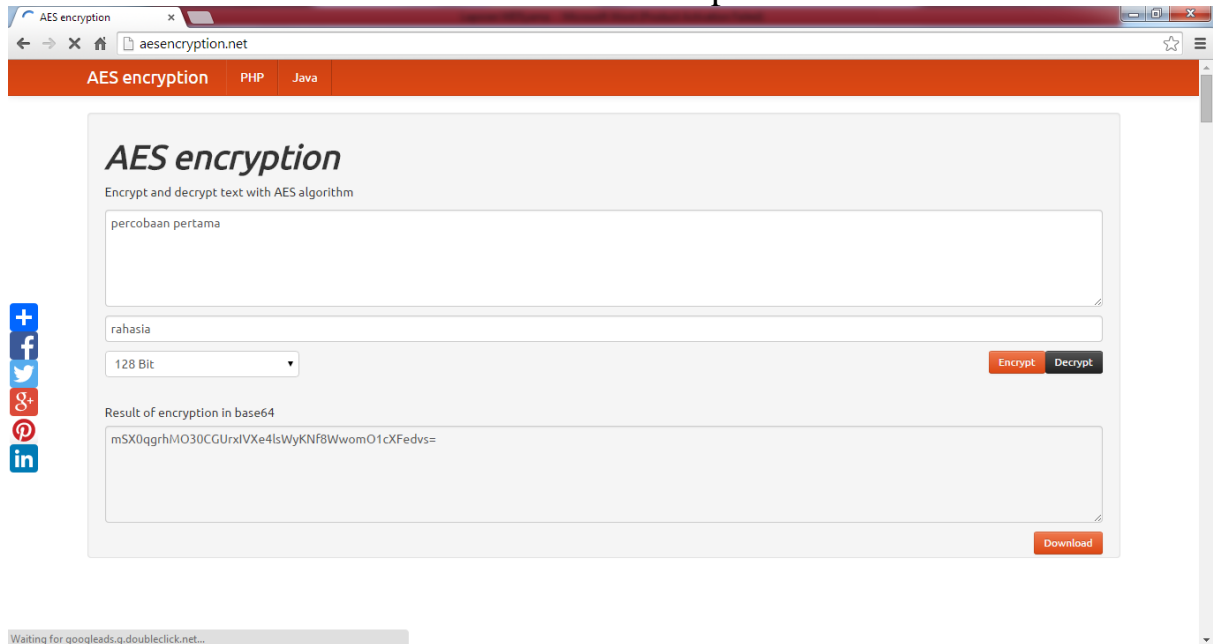 AES encryption
aesencryption.net
AES encryption PHP Java
AES encryption
Encrypt and decrypt text with AES algorithm
percobaan pertama
rahasia
128 Bit
Encrypt Decrypt
Result of encryption in base64
mSX0qgrhMO30CGUrxIVXe4lsWyKNf8WwomO1cXFedvs=
Download
Waiting for googleads.g.doubleclick.net...